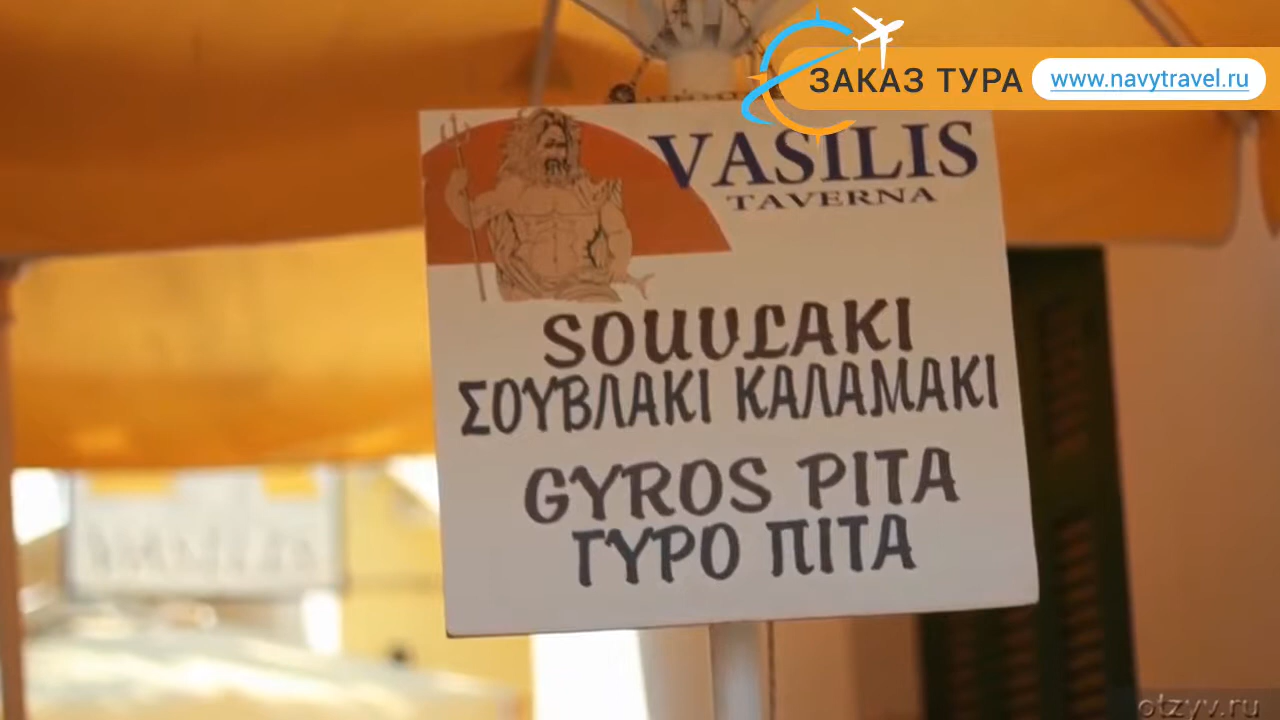 ЗАКАЗ ТУРА www.navytravel.ru
VASILIS
TAVERNA
SOUVLAKI
ΣΟΥΒΛΑΚΙ ΚΑΛΑΜΑΚΙ
GYROS PITA
ΓΥΡΟ ΠΙΤΑ
otzyv.ru